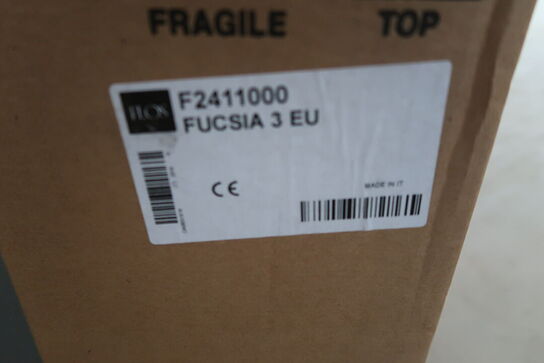 FRAGILE TOP
FLOS F2411000
FUCSIA 3 EU
CE
MADE IN IT